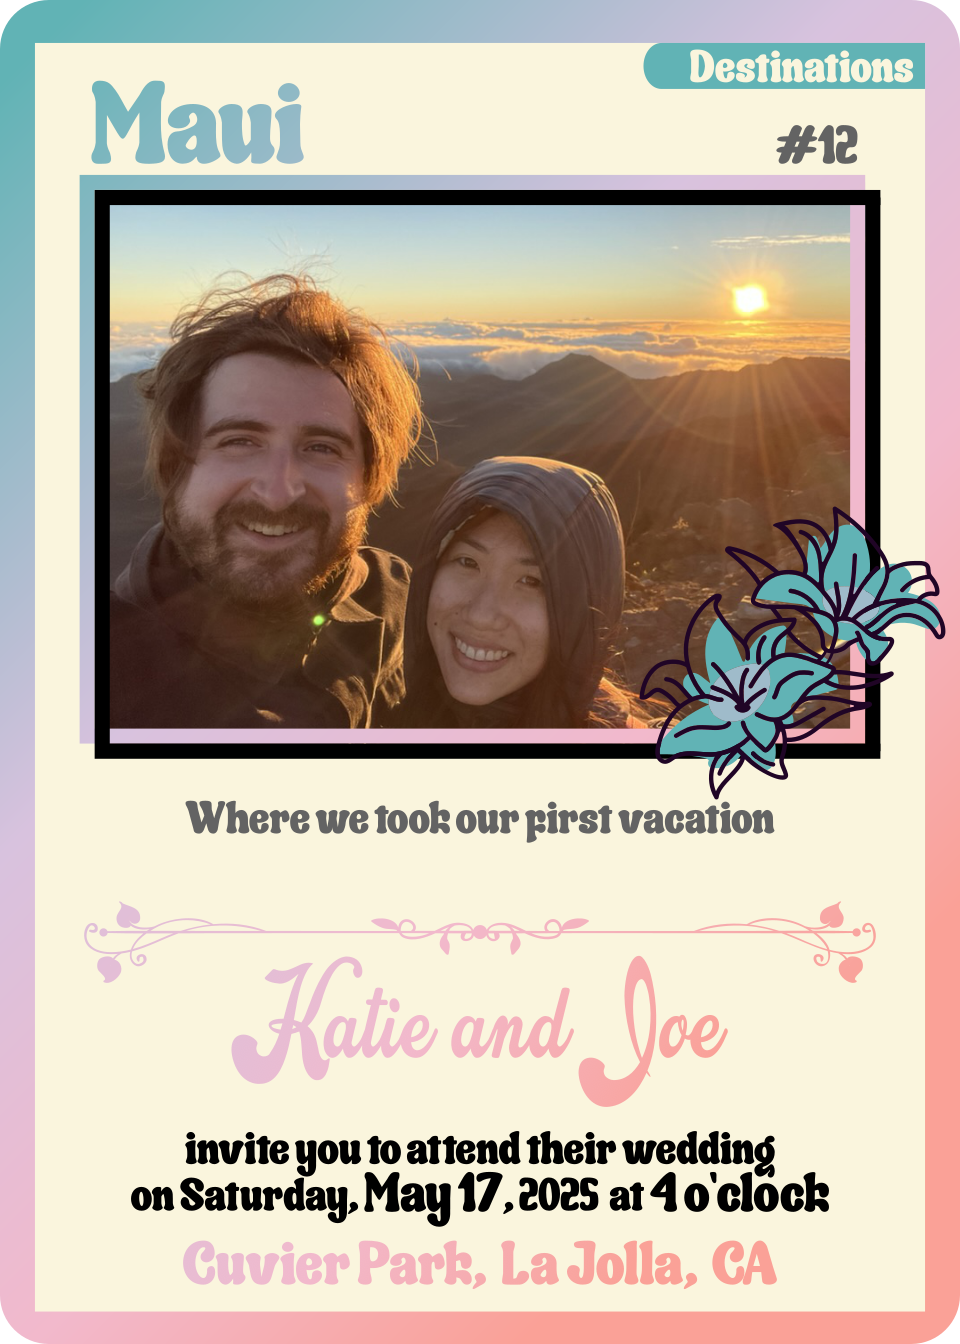 Destinations
Maui
#12
Where we took our first vacation
Katie and Joe
invite you to attend their wedding
on Saturday, May 17, 2025 at 4 o'clock
Cuvier Park, La Jolla, CA